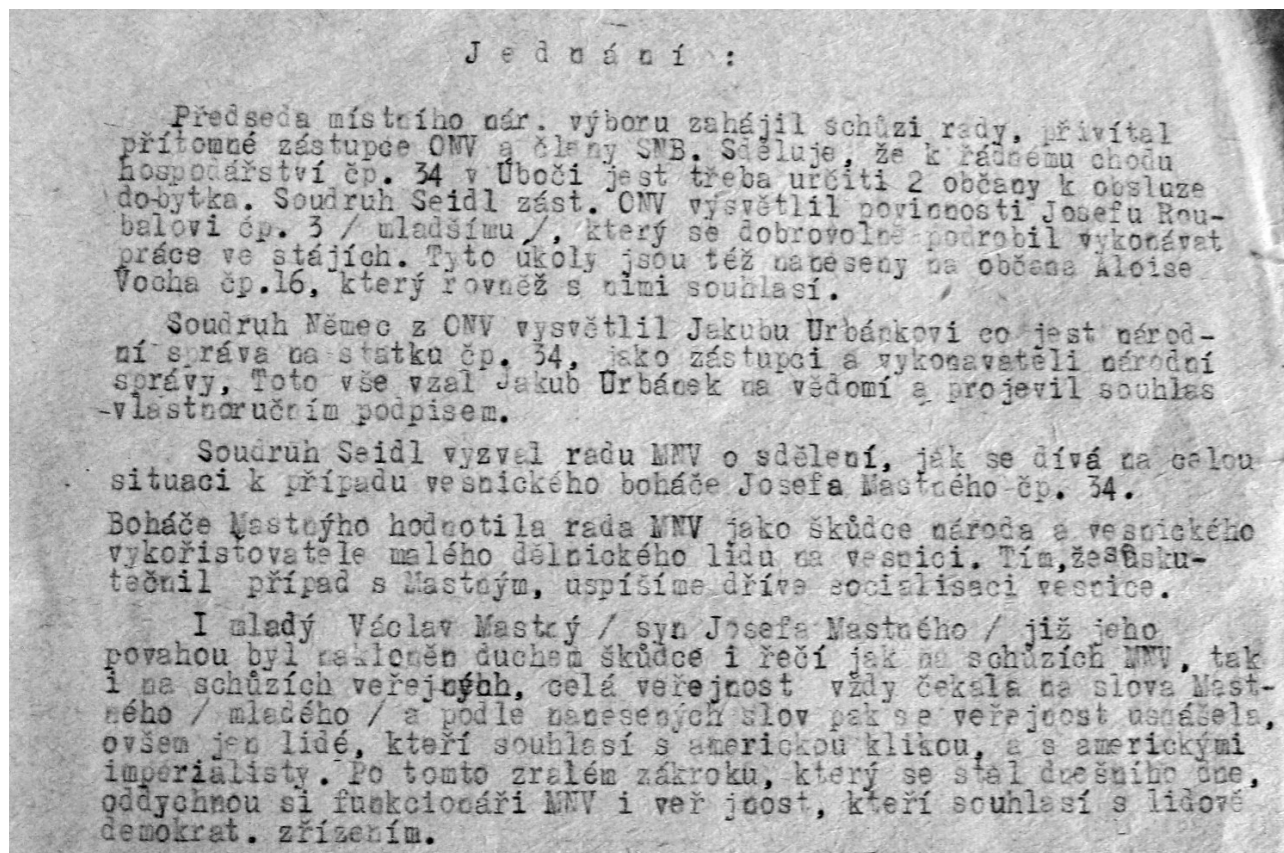 J e d n á n í :
Předseda místního nár. výboru zahájil schůzi rady, přivítal
přítomné zástupce ONV a členy SNB. Sděluje, že k řádnému chodu
hospodářství čp. 34 v Úbočí jest třeba určiti 2 občany k obsluze
do-bytka. Soudruh Seidl zást. ONV vysvětlil povinnosti Josefu Rou-
balovi čp. 3 / mladšímu /, který se dobrovolně podrobil vykonávat
práce ve stájích. Tyto úkoly jsou též naneseny na občana Aloise
Vocha čp.16, který rovněž s nimi souhlasí.
Soudruh Němec z ONV vysvětlil Jakubu Urbánkovi co jest národ-
ní správa na statku čp. 34, jako zástupci a vykonavateli národní
správy, Toto vše vzal Jakub Urbánek na vědomí a projevil souhlas
-vlastnoručním podpisem.
Soudruh Seidl vyzval radu MNV o sdělení, jak se dívá na celou
situaci k případu vesnického boháče Josefa Mastného čp. 34.
Boháče Mastnýho hodnotila rada MNV jako škůdce národa a vesnického
vykořisťovatele malého dělnického lidu na vesnici. Tím,že se usku-
tečnil případ s Mastným, uspíšíme dříve socialisaci vesnice.
I mladý Václav Mastný / syn Josefa Mastného / již jeho
povahou byl nakloněn duchem škůdce i řečí jak na schůzích MNV, tak
i na schůzích veřejných, celá veřejnost vždy čekala na slova Mast-
ného / mladého / a podle nanesených slov pak se veřejnost usnášela,
ovšem jen lidé, kteří souhlasí s americkou klikou, a s americkými
imperialisty. Po tomto zralém zákroku, který se stal dnešního dne,
oddychnou si funkcionáři MNV i veř jnost, kteří souhlasí s lidově
demokrat. zřízením.